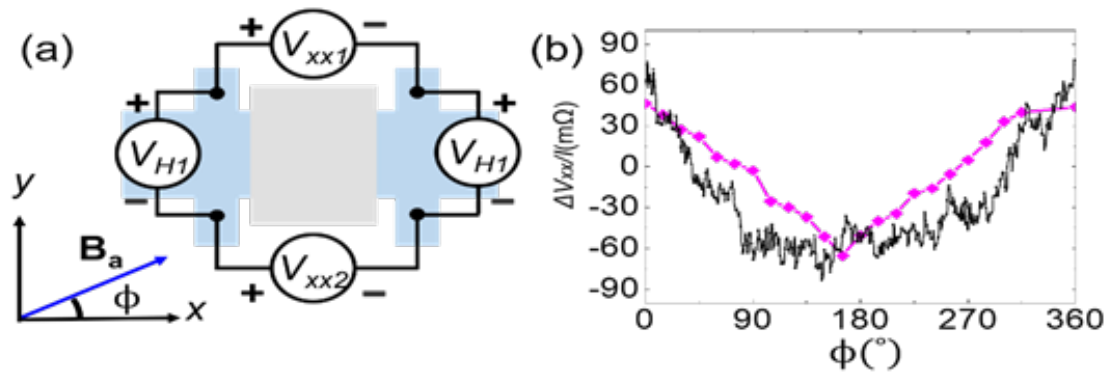 (a)
+ V_xx1 −
+ V_H1 −
+ V_H1 −
+ V_xx2 −
y
B_a
ϕ
x
(b)
ΔV_xx/I(mΩ)
90
60
30
0
-30
-60
-90
0 90 180 270 360
ϕ(°)